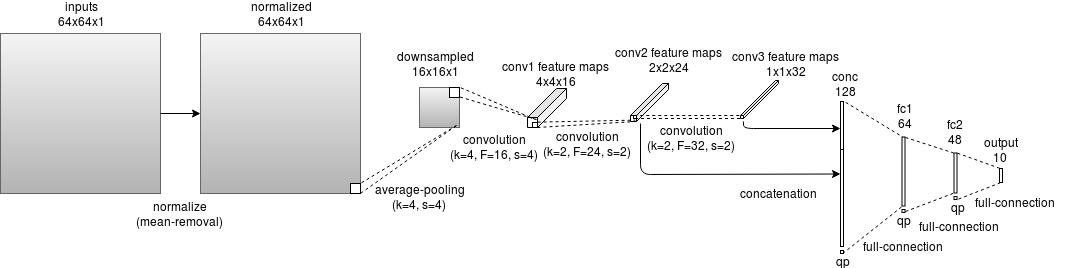 inputs
64x64x1
normalized
64x64x1
normalize
(mean-removal)
downsampled
16x16x1
average-pooling
(k=4, s=4)
conv1 feature maps
4x4x16
convolution
(k=4, F=16, s=4)
conv2 feature maps
2x2x24
convolution
(k=2, F=24, s=2)
conv3 feature maps
1x1x32
convolution
(k=2, F=32, s=2)
concatenation
conc
128
qp
full-connection
fc1
64
qp
full-connection
fc2
48
qp
full-connection
output
10